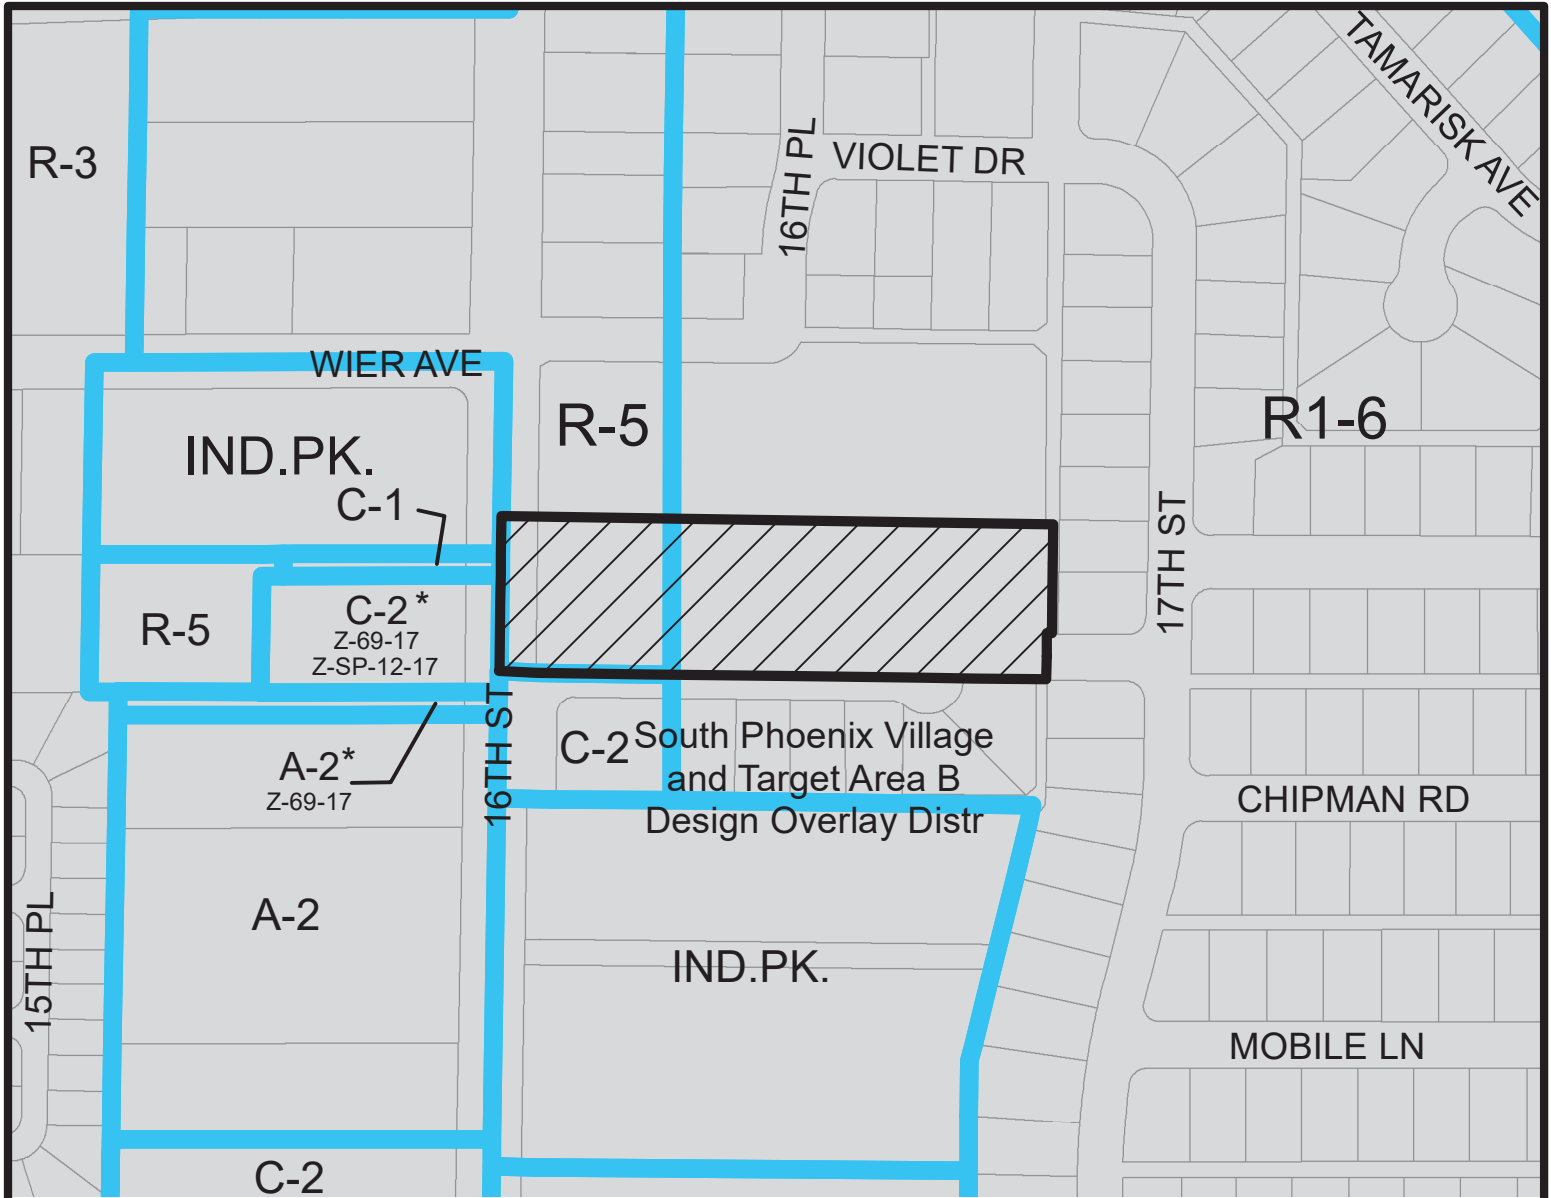 TAMARISK AVE
R-3
16TH PL
VIOLET DR
WIER AVE
R-5
R1-6
IND.PK.
C-1
17TH ST
R-5
C-2*
Z-69-17
Z-SP-12-17
16TH ST
C-2
South Phoenix Village
and Target Area B
Design Overlay Distr
A-2*
Z-69-17
CHIPMAN RD
15TH PL
A-2
IND.PK.
MOBILE LN
C-2